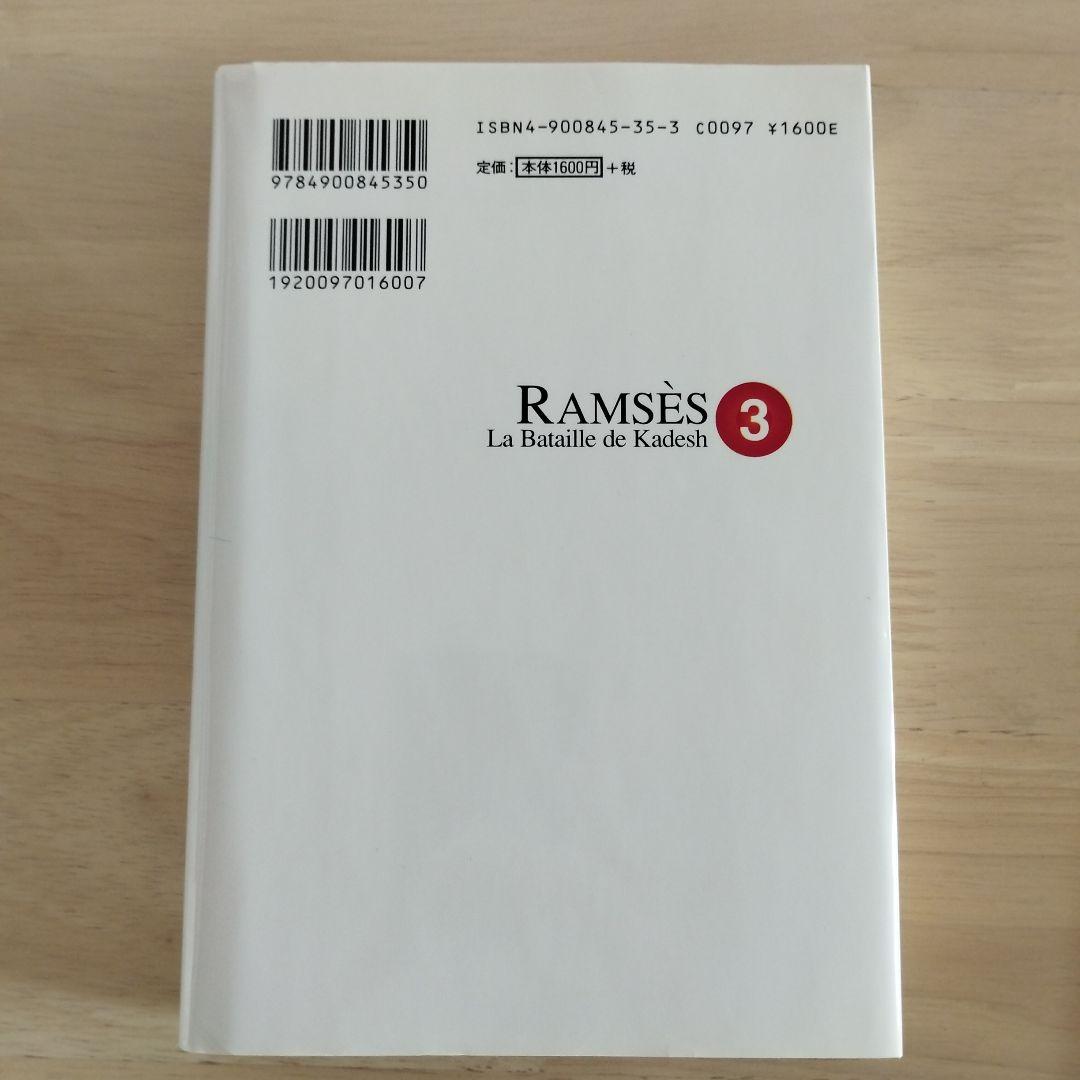 ISBN4-900845-35-3 C0097 ¥1600E
定価：本体1600円+税
9784900845350
1920097016007
RAMSÈS
La Bataille de Kadesh
3